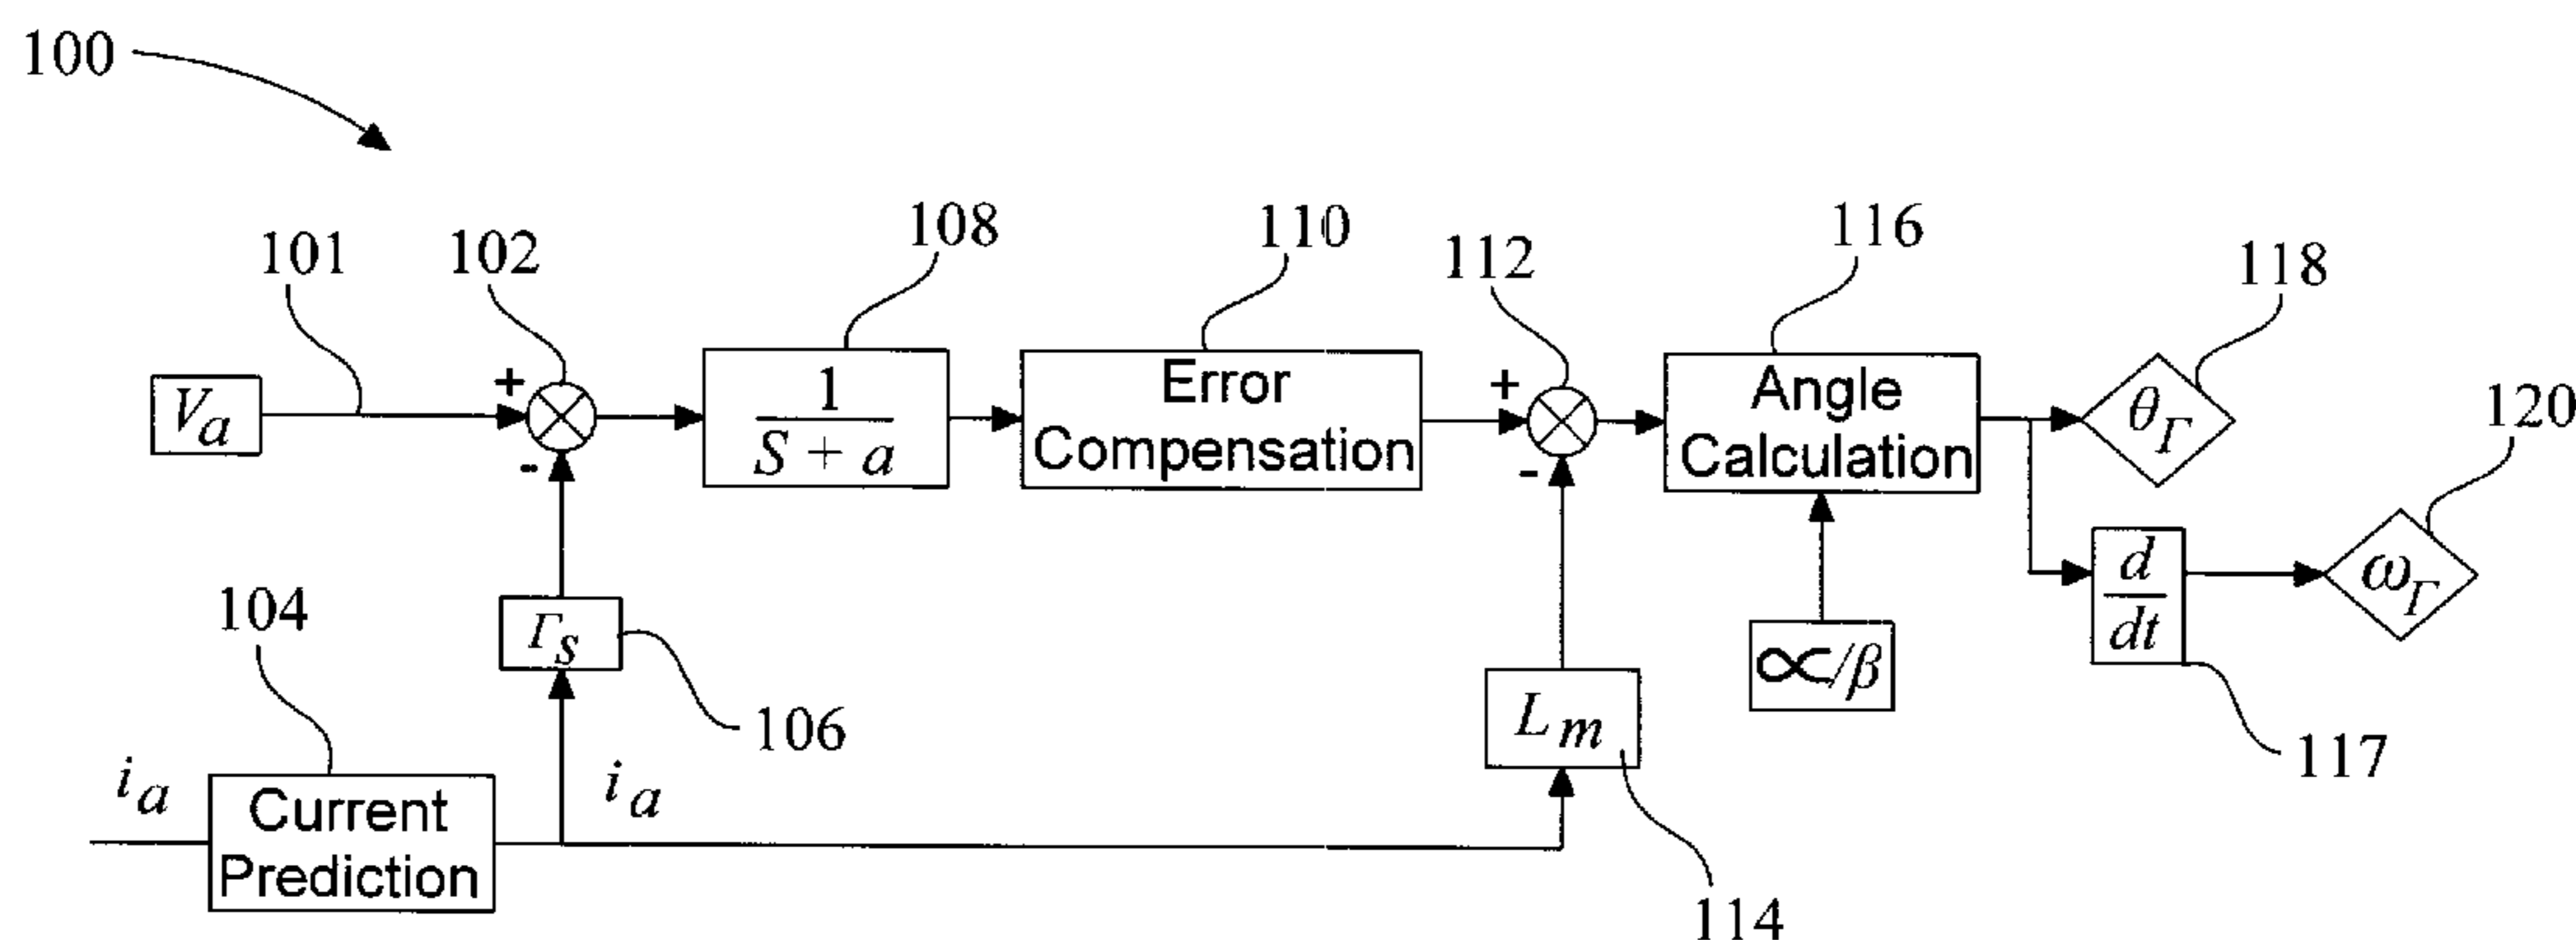 100
101
102
108
110
112
116
118
120
V_a
+
-
1
S + a
Error
Compensation
+
-
Angle
Calculation
θ_Γ
ω_Γ
d
dt
117
104
Γ_s
106
L_m
∝/β
i_a
Current
Prediction
i_a
114